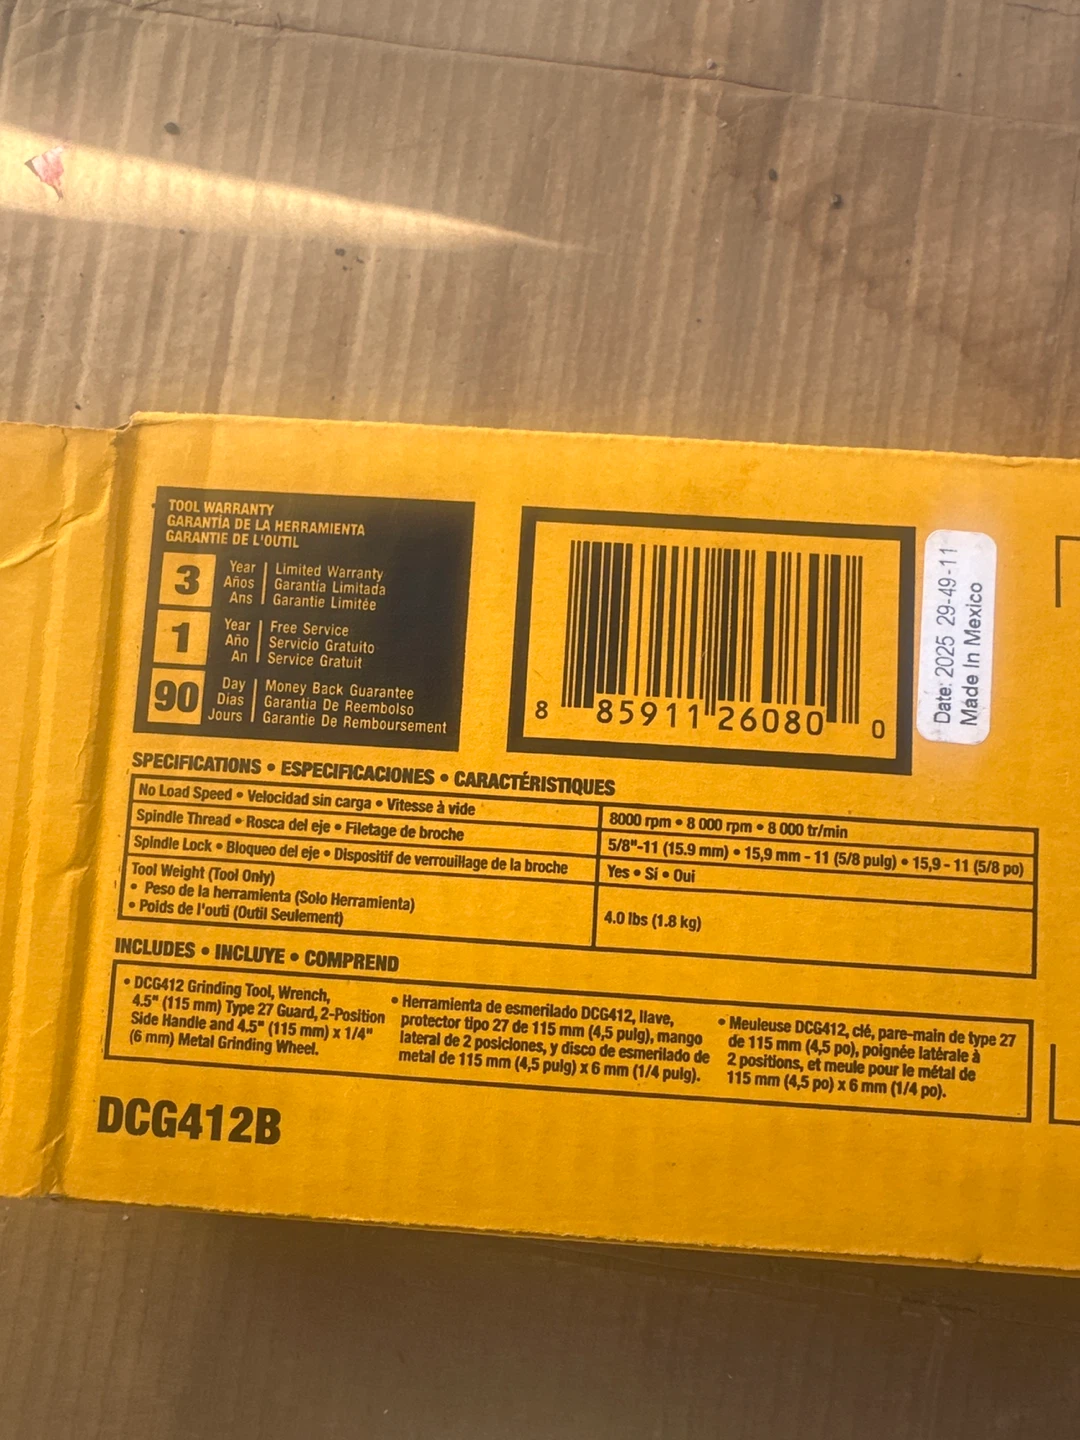 TOOL WARRANTY
GARANTÍA DE LA HERRAMIENTA
GARANTIE DE L'OUTIL
3
Year | Limited Warranty
Años | Garantía Limitada
Ans | Garantie Limitée
1
Year | Free Service
Año | Servicio Gratuito
An | Service Gratuit
90
Day | Money Back Guarantee
Dias | Garantía De Reembolso
Jours | Garantie De Remboursement
8 85911 26080 0
Date: 2025 29-49-11
Made In Mexico
SPECIFICATIONS • ESPECIFICACIONES • CARACTÉRISTIQUES
No Load Speed • Velocidad sin carga • Vitesse à vide
8000 rpm • 8 000 rpm • 8 000 tr/min
Spindle Thread • Rosca del eje • Filetage de broche
5/8"-11 (15.9 mm) • 15,9 mm - 11 (5/8 pulg) • 15,9 - 11 (5/8 po)
Spindle Lock • Bloqueo del eje • Dispositif de verrouillage de la broche
Yes • Sí • Oui
Tool Weight (Tool Only)
• Peso de la herramienta (Solo Herramienta)
• Poids de l'outi (Outil Seulement)
4.0 lbs (1.8 kg)
INCLUDES • INCLUYE • COMPREND
• DCG412 Grinding Tool, Wrench,
4.5" (115 mm) Type 27 Guard, 2-Position
Side Handle and 4.5" (115 mm) x 1/4"
(6 mm) Metal Grinding Wheel.
• Herramienta de esmerilado DCG412, llave,
protector tipo 27 de 115 mm (4,5 pulg), mango
lateral de 2 posiciones, y disco de esmerilado de
metal de 115 mm (4,5 pulg) x 6 mm (1/4 pulg).
• Meuleuse DCG412, clé, pare-main de type 27
de 115 mm (4,5 po), poignée latérale à
2 positions, et meule pour le métal de
115 mm (4,5 po) x 6 mm (1/4 po).
DCG412B